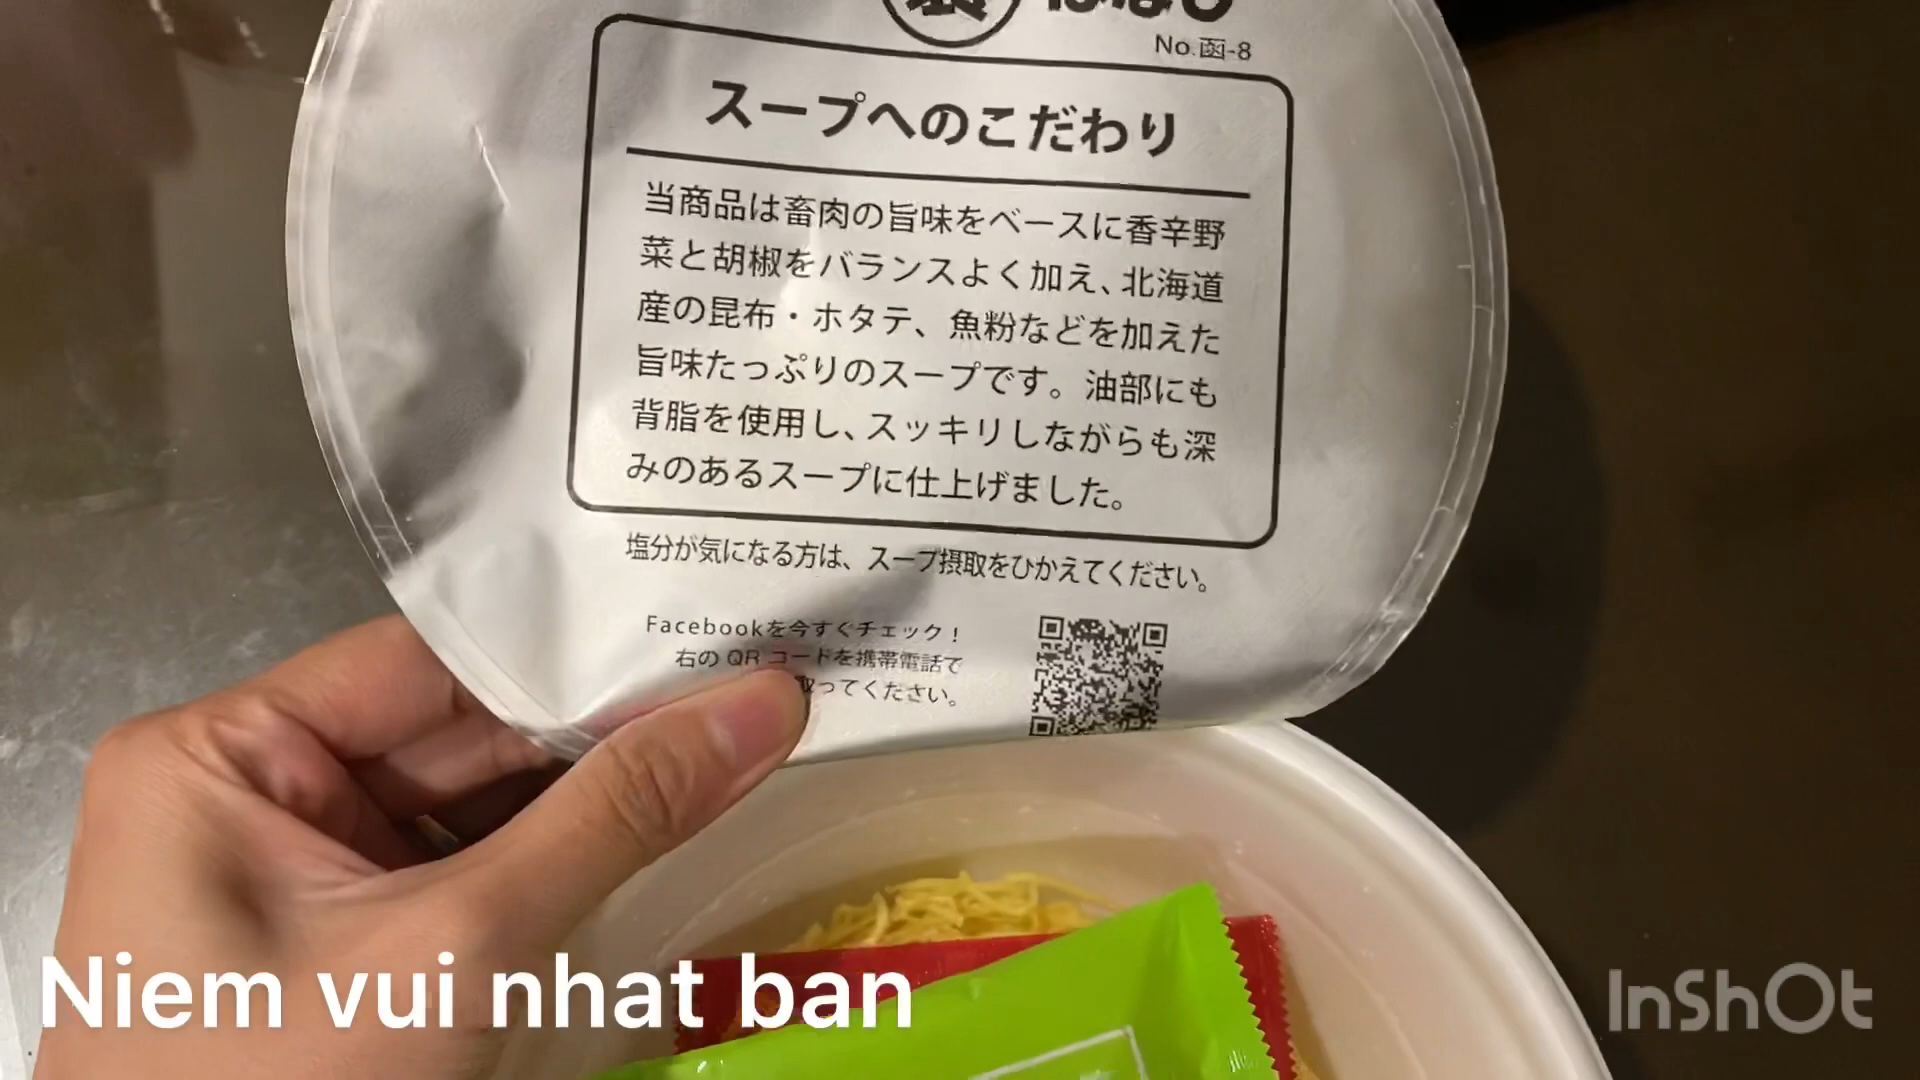 No.函-8
スープへのこだわり
当商品は畜肉の旨味をベースに香辛野
菜と胡椒をバランスよく加え、北海道
産の昆布・ホタテ、魚粉などを加えた
旨味たっぷりのスープです。油部にも
背脂を使用し、スッキリしながらも深
みのあるスープに仕上げました。
塩分が気になる方は、スープ摂取をひかえてください。
Facebookを今すぐチェック！
右の QR コードを携帯電話で
取ってください。
Niem vui nhat ban
InShOt